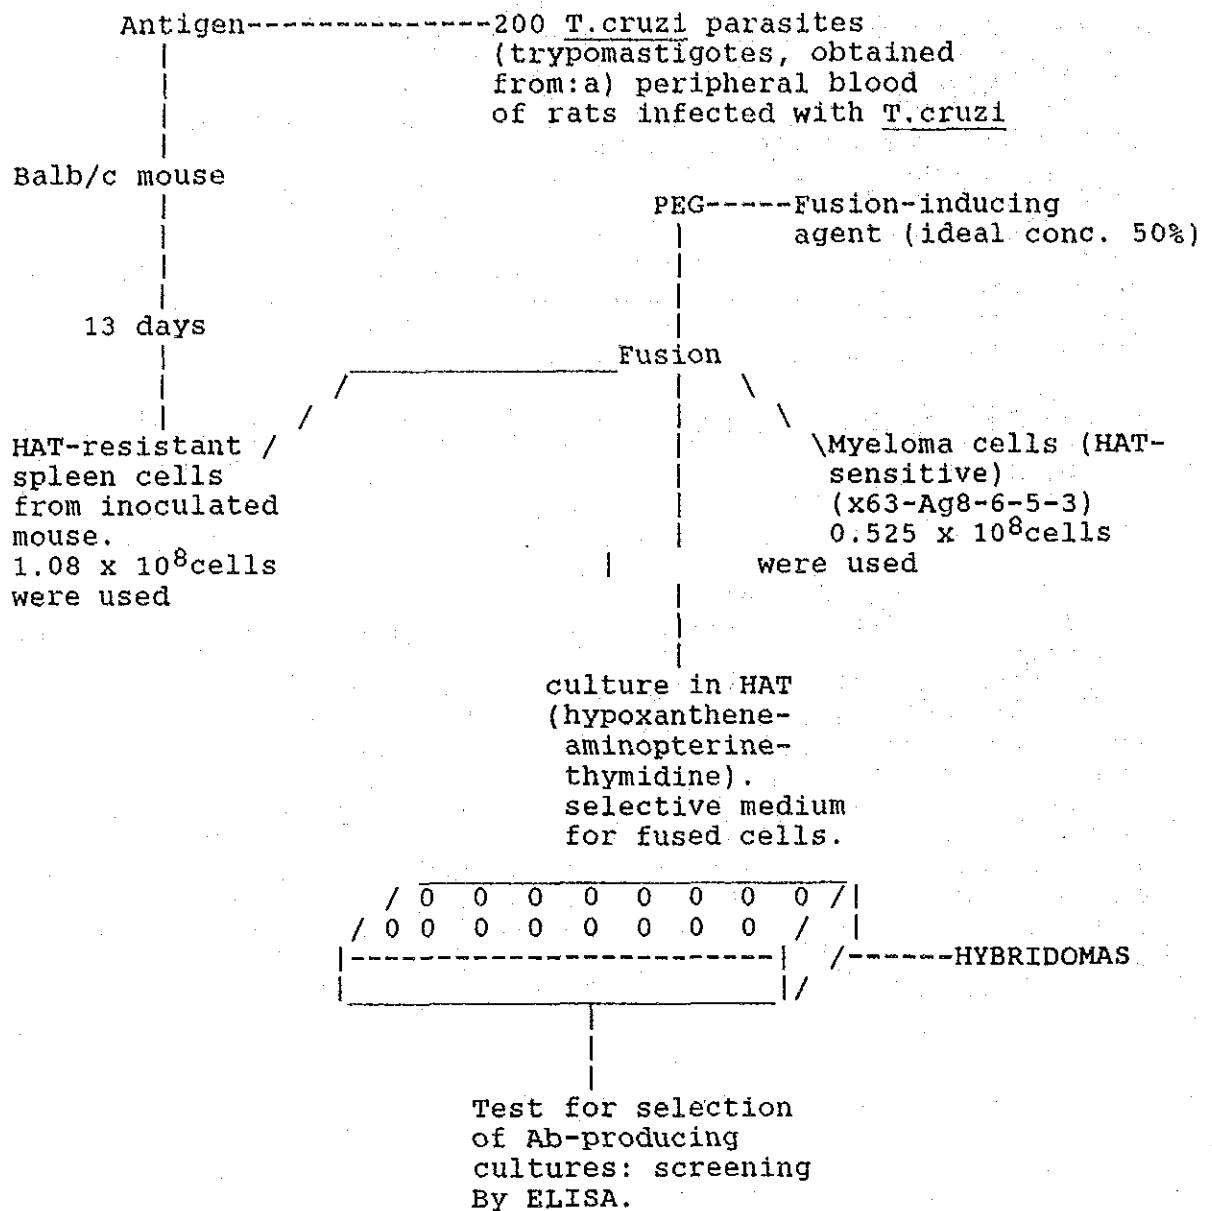 Antigen--------------200 T.cruzi parasites
(trypomastigotes, obtained
from:a) peripheral blood
of rats infected with T.cruzi
Balb/c mouse
PEG-----Fusion-inducing
agent (ideal conc. 50%)
13 days
Fusion
HAT-resistant
spleen cells
from inoculated
mouse.
1.08 x 10⁸cells
were used
Myeloma cells (HAT-
sensitive)
(x63-Ag8-6-5-3)
0.525 x 10⁸cells
were used
culture in HAT
(hypoxanthene-
aminopterine-
thymidine).
selective medium
for fused cells.
0 0 0 0 0 0 0 0
0 0 0 0 0 0 0 0
------HYBRIDOMAS
Test for selection
of Ab-producing
cultures: screening
By ELISA.